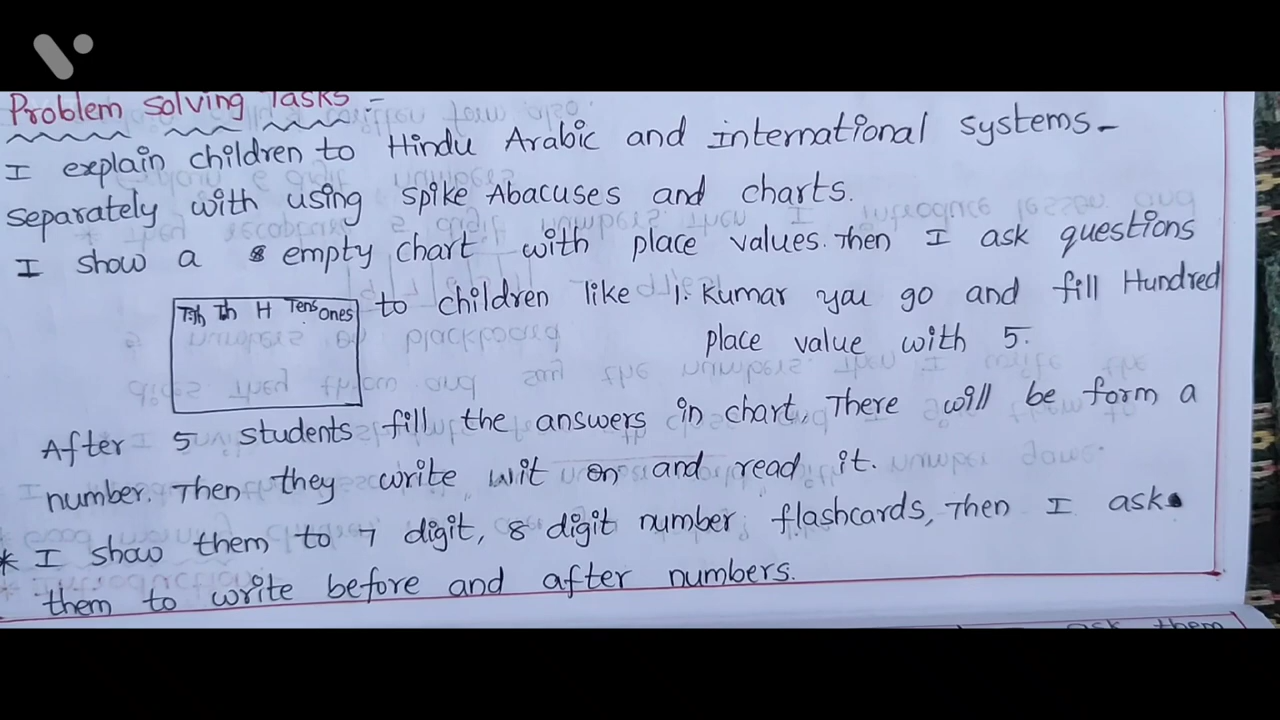 Problem solving Tasks :-
I explain children to Hindu Arabic and international systems-
separately with using spike Abacuses and charts.
I show a empty chart with place values. Then I ask questions
T.th Th H Tens Ones
to children like 1. Kumar you go and fill Hundred
place value with 5.
After 5 students fill the answers in chart, There will be form a
number. Then they write wit on and read it.
* I show them to 7 digit, 8 digit number flashcards, Then I ask
them to write before and after numbers.
ask them